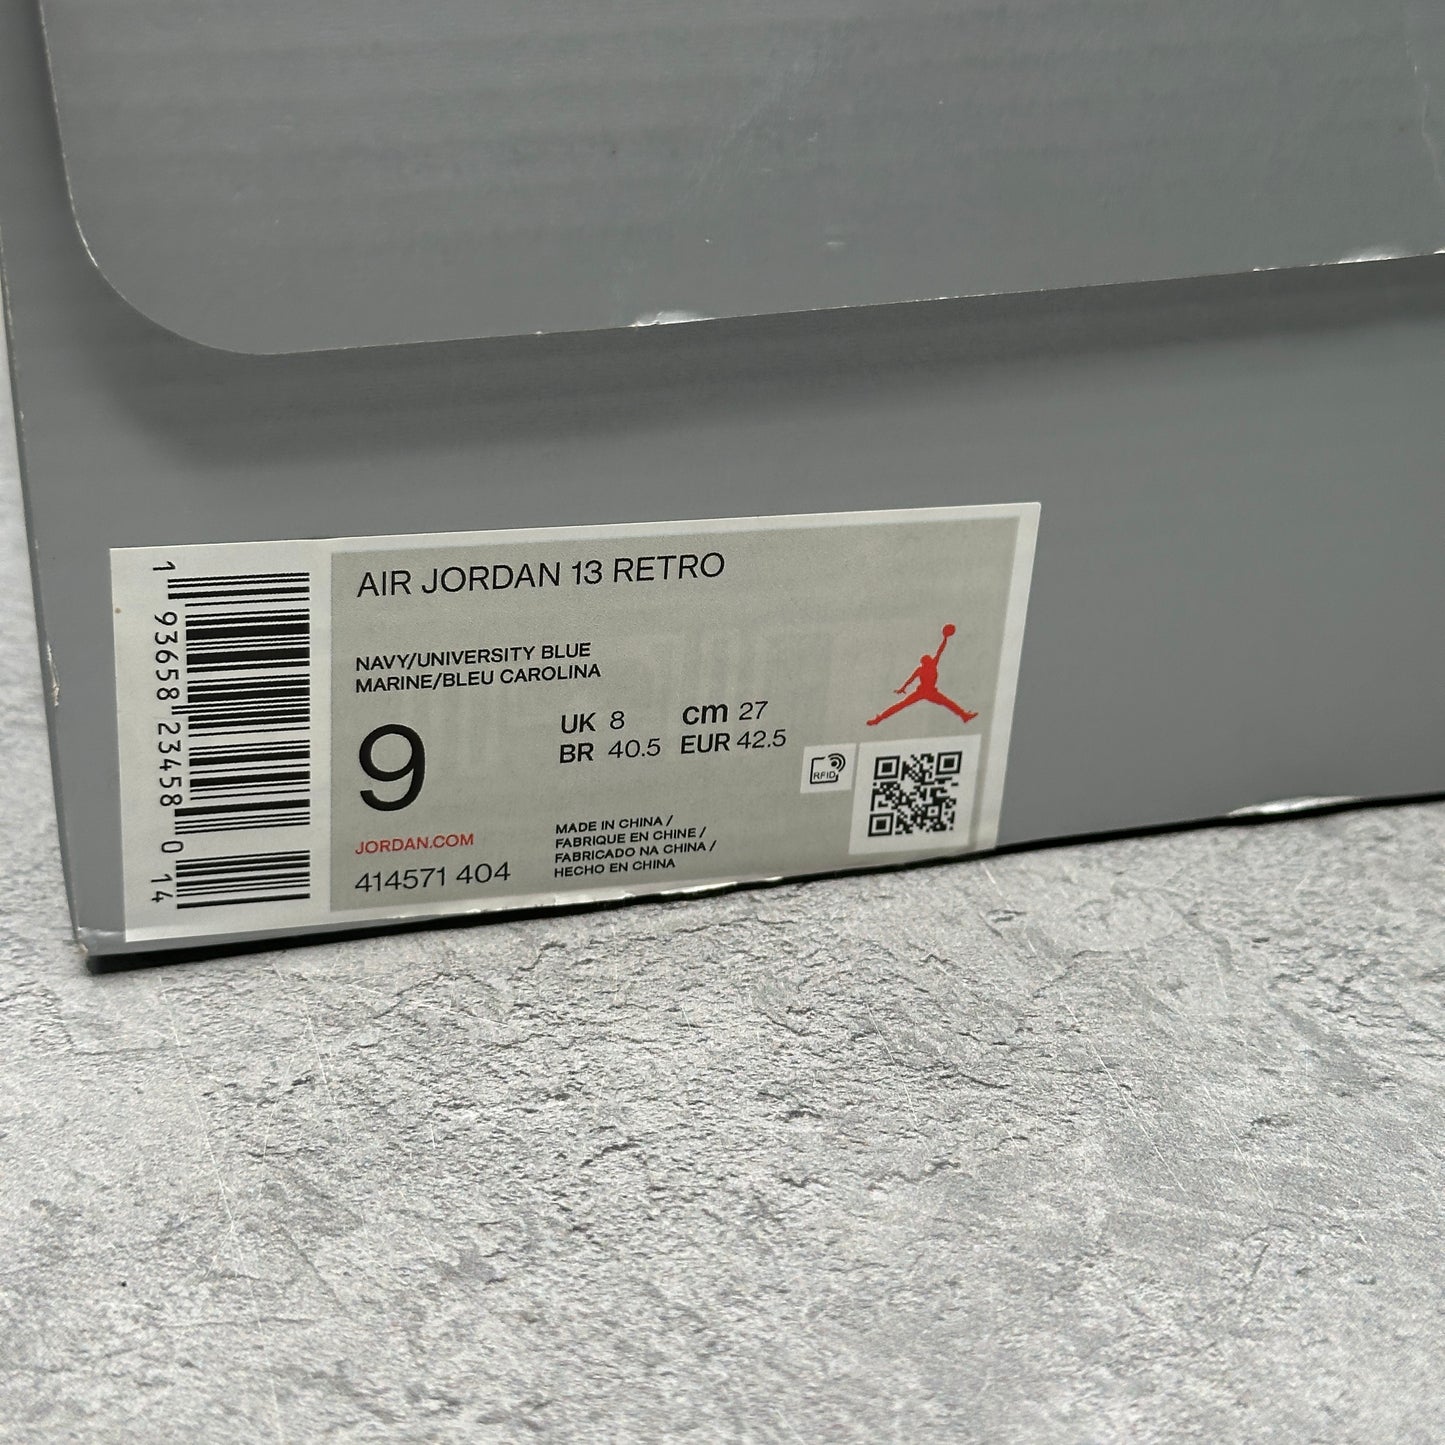 AIR JORDAN 13 RETRO
NAVY/UNIVERSITY BLUE
MARINE/BLEU CAROLINA
9
UK 8 cm 27
BR 40.5 EUR 42.5
RFID
JORDAN.COM
414571 404
MADE IN CHINA /
FABRIQUE EN CHINE /
FABRICADO NA CHINA /
HECHO EN CHINA
1 93658 23458 0 14